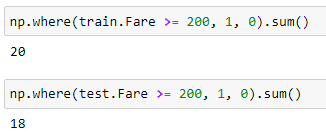 np.where(train.Fare >= 200, 1, 0).sum()
20
np.where(test.Fare >= 200, 1, 0).sum()
18